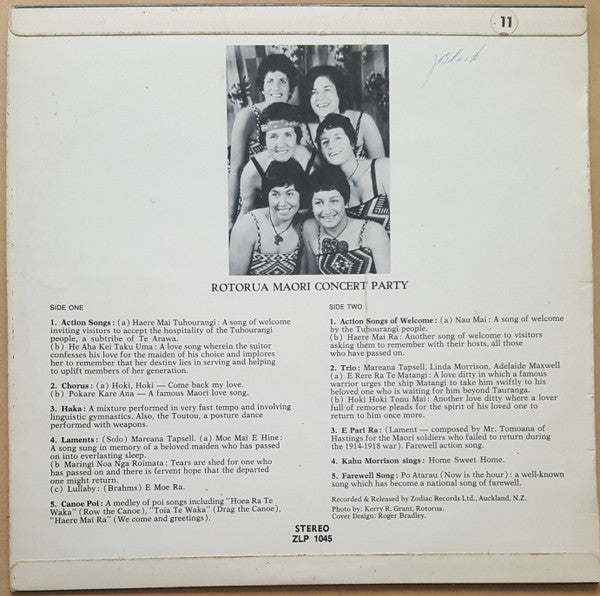 11
ROTORUA MAORI CONCERT PARTY
SIDE ONE
1. Action Songs: (a) Haere Mai Tuhourangi: A song of welcome
inviting visitors to accept the hospitality of the Tuhourangi
people, a subtribe of Te Arawa.
(b) He Aha Kei Taku Uma: A love song wherein the suitor
confesses his love for the maiden of his choice and implores
her to remember that her destiny lies in serving and helping
to uplift members of her generation.
2. Chorus: (a) Hoki, Hoki — Come back my love.
(b) Pokare Kare Ana — A famous Maori love song.
3. Haka: A mixture performed in very fast tempo and involving
linguistic gymnastics. Also, the Toutou, a posture dance
performed with weapons.
4. Laments: (Solo) Mareana Tapsell. (a) Moe Mai E Hine:
A song sung in memory of a beloved maiden who has passed
on into everlasting sleep.
(b) Maringi Noa Nga Roimata: Tears are shed for one who
has passed on and there is fervent hope that the departed
one might return.
(c) Lullaby: (Brahms) E Moe Ra.
5. Canoe Poi: A medley of poi songs including "Hoea Ra Te
Waka" (Row the Canoe), "Toia Te Waka" (Drag the Canoe),
"Haere Mai Ra" (We come and greetings).
SIDE TWO
1. Action Songs of Welcome: (a) Nau Mai: A song of welcome
by the Tuhourangi people.
(b) Haere Mai Ra: Another song of welcome to visitors
asking them to remember with their hosts, all those
who have passed on.
2. Trio: Mareana Tapsell, Linda Morrison, Adelaide Maxwell
(a) E Rere Ra Te Matangi: A love ditty in which a famous
warrior urges the ship Matangi to take him swiftly to his
beloved one who is waiting for him beyond Tauranga.
(b) Hoki Hoki Tonu Mai: Another love ditty where a lover
full of remorse pleads for the spirit of his loved one to
return to him once more.
3. E Pari Ra: (Lament — composed by Mr. Tomoana of
Hastings for the Maori soldiers who failed to return during
the 1914-1918 war). Farewell action song.
4. Kahu Morrison sings: Home Sweet Home.
5. Farewell Song: Po Atarau (Now is the hour): a well-known
song which has become a national song of farewell.
Recorded & Released by Zodiac Records Ltd., Auckland, N.Z.
Photo by: Kerry R. Grant, Rotorua.
Cover Design: Roger Bradley.
STEREO
ZLP 1045